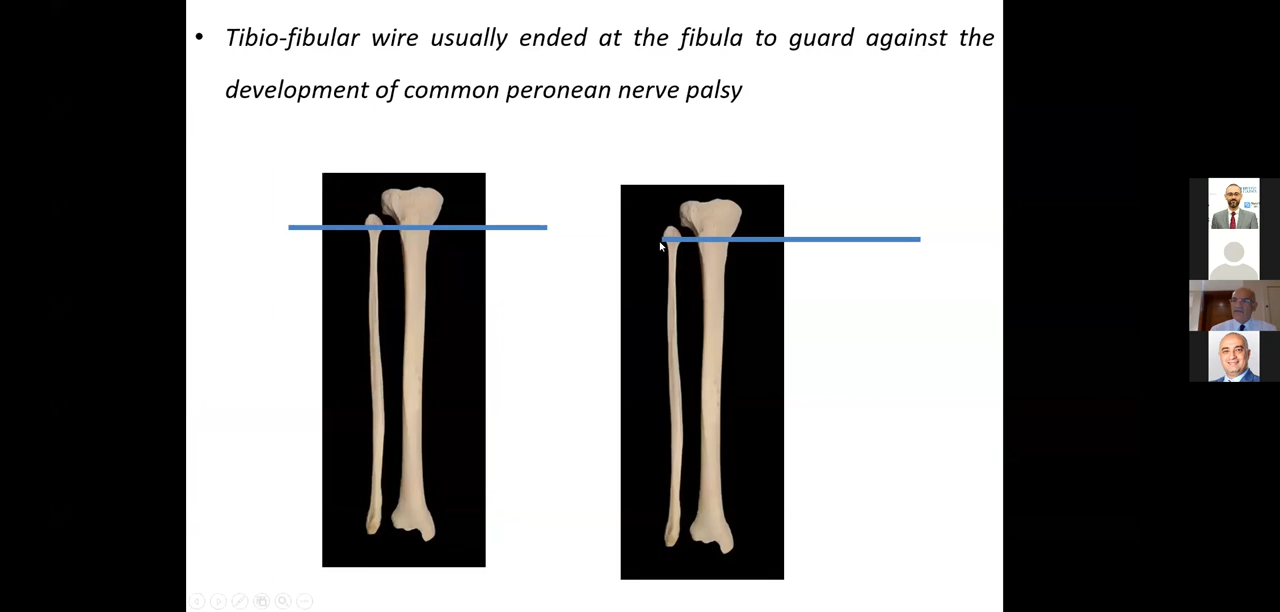 • Tibio-fibular wire usually ended at the fibula to guard against the
development of common peronean nerve palsy